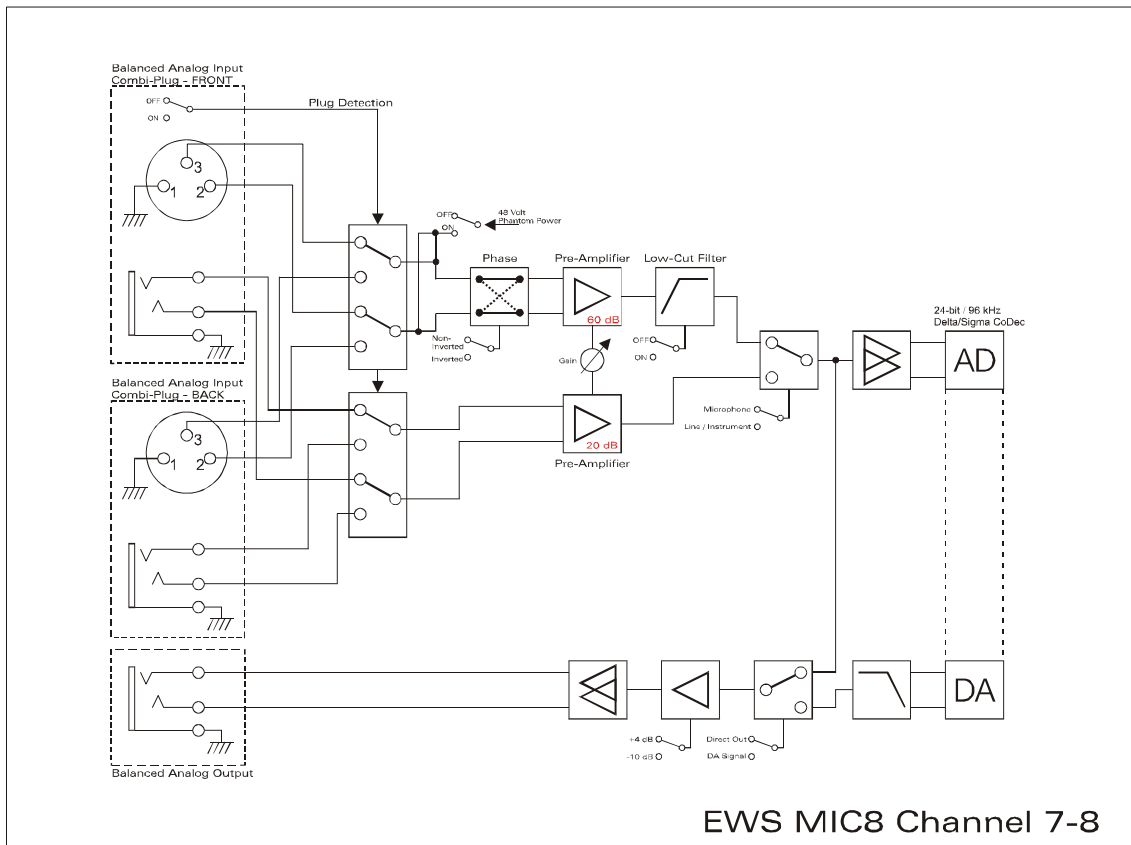 Balanced Analog Input
Combi-Plug - FRONT
OFF
ON
Plug Detection
3
1
2
OFF
ON
48 Volt
Phantom Power
Phase
Pre-Amplifier
Low-Cut Filter
60 dB
Non-
Inverted
Inverted
Gain
OFF
ON
24-bit / 96 kHz
Delta/Sigma CoDec
AD
Balanced Analog Input
Combi-Plug - BACK
3
1
2
Microphone
Line / Instrument
20 dB
Pre-Amplifier
DA
+4 dB
-10 dB
Direct Out
DA Signal
Balanced Analog Output
EWS MIC8 Channel 7-8